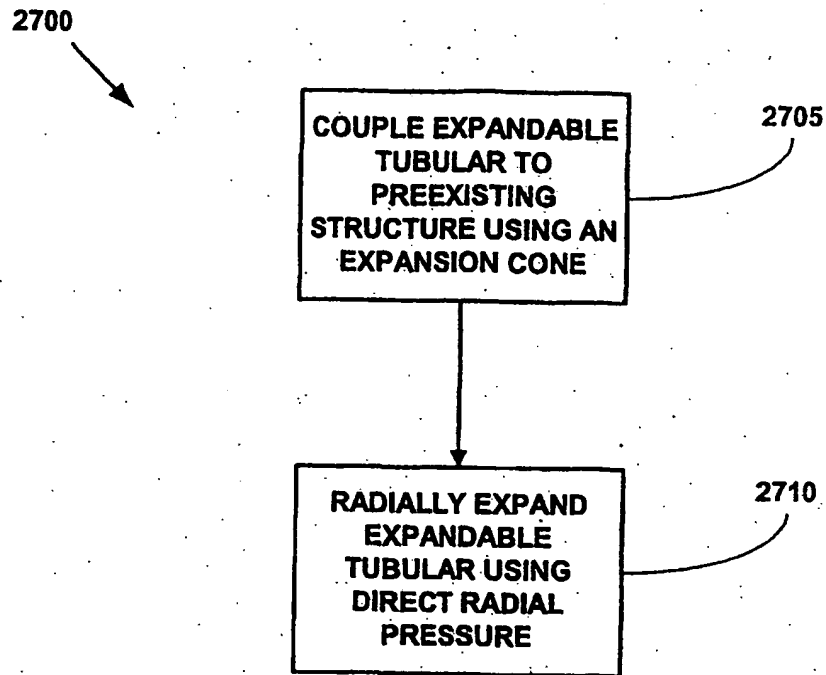 2700
COUPLE EXPANDABLE
TUBULAR TO
PREEXISTING
STRUCTURE USING AN
EXPANSION CONE
2705
RADIALLY EXPAND
EXPANDABLE
TUBULAR USING
DIRECT RADIAL
PRESSURE
2710